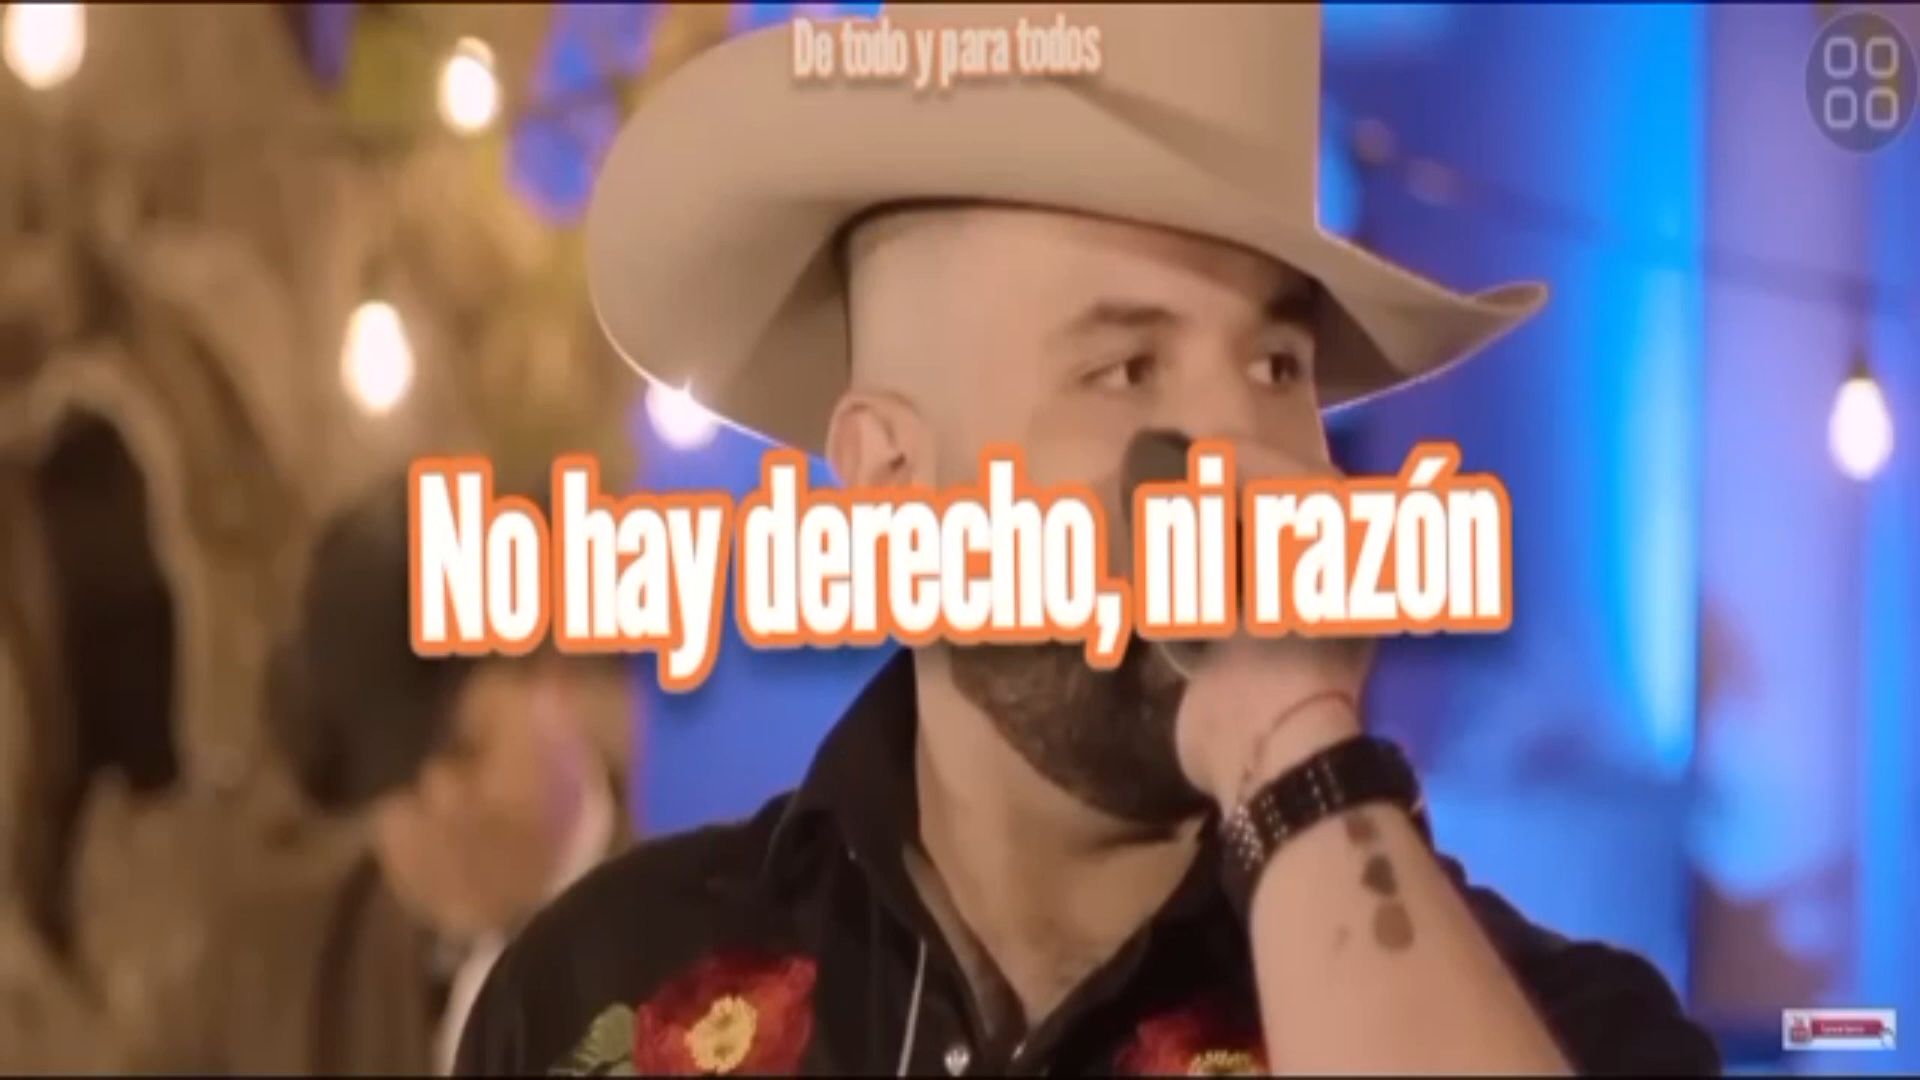 De todo y para todos
No hay derecho, ni razón